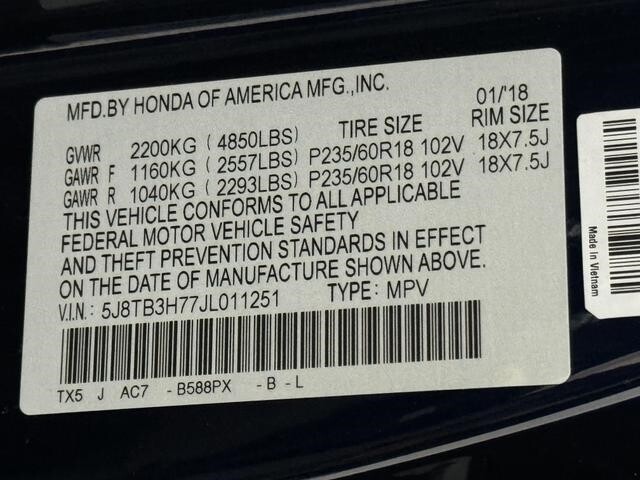 MFD.BY HONDA OF AMERICA MFG.,INC. 01/'18
GVWR 2200KG (4850LBS) TIRE SIZE RIM SIZE
GAWR F 1160KG (2557LBS) P235/60R18 102V 18X7.5J
GAWR R 1040KG (2293LBS) P235/60R18 102V 18X7.5J
THIS VEHICLE CONFORMS TO ALL APPLICABLE
FEDERAL MOTOR VEHICLE SAFETY
AND THEFT PREVENTION STANDARDS IN EFFECT
ON THE DATE OF MANUFACTURE SHOWN ABOVE.
V.I.N.: 5J8TB3H77JL011251 TYPE: MPV
TX5 J AC7 -B588PX -B -L
Made In Vietnam